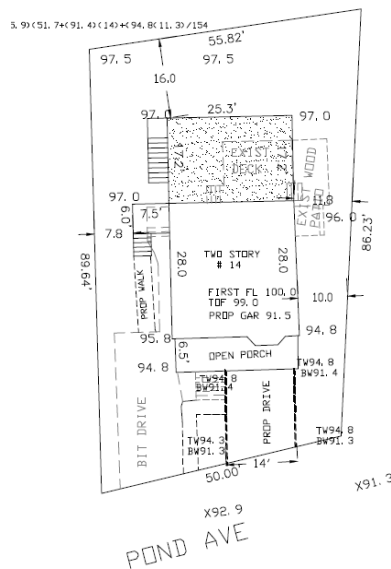 5.9)(51.7+(91.4)(14)+(94.8(11.3)/154
55.82'
97.5
97.5
16.0
97.0
25.3'
97.0
17.2
EXIST
DECK
17.2
EXIST WOOD
PATIO
97.0
11.8
96.0
6.0'
7.5'
7.8
89.64'
86.23'
TWO STORY
# 14
28.0
28.0
FIRST FL 100.0
TOF 99.0
PROP GAR 91.5
10.0
PROP WALK
95.8
94.8
6.5'
OPEN PORCH
94.8
TW94.8
BW91.4
TW94.8
BW91.4
BIT DRIVE
PROP DRIVE
TW94.3
BW91.3
TW94.8
BW91.3
14'
50.00
X91.3
X92.9
POND AVE